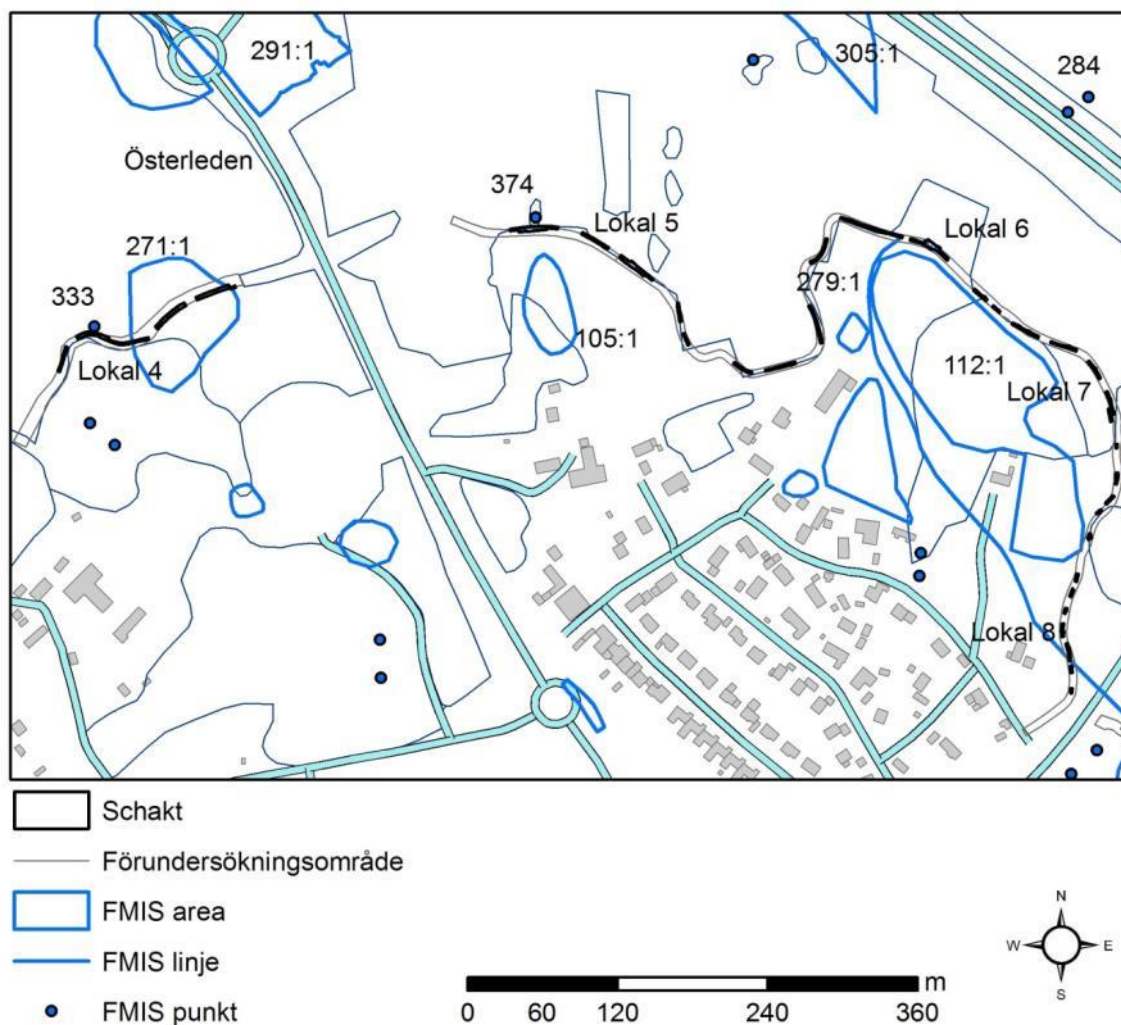 291:1
305:1
284
Österleden
374
Lokal 5
Lokal 6
271:1
279:1
333
105:1
Lokal 4
112:1
Lokal 7
Lokal 8
Schakt
Förundersökningsområde
FMIS area
FMIS linje
FMIS punkt
N
W E
S
m
0 60 120 240 360